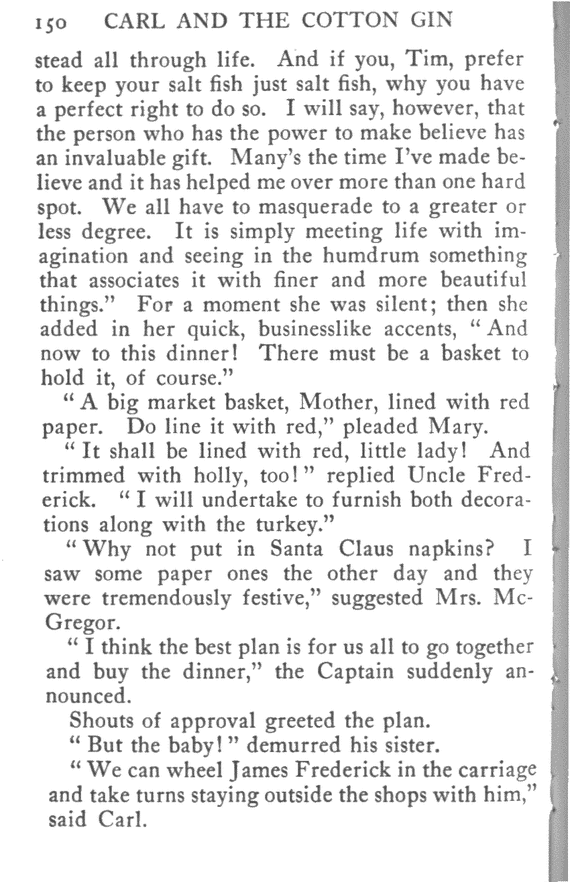 150 CARL AND THE COTTON GIN
stead all through life. And if you, Tim, prefer
to keep your salt fish just salt fish, why you have
a perfect right to do so. I will say, however, that
the person who has the power to make believe has
an invaluable gift. Many's the time I've made be-
lieve and it has helped me over more than one hard
spot. We all have to masquerade to a greater or
less degree. It is simply meeting life with im-
agination and seeing in the humdrum something
that associates it with finer and more beautiful
things." For a moment she was silent; then she
added in her quick, businesslike accents, "And
now to this dinner! There must be a basket to
hold it, of course."
"A big market basket, Mother, lined with red
paper. Do line it with red," pleaded Mary.
"It shall be lined with red, little lady! And
trimmed with holly, too!" replied Uncle Fred-
erick. "I will undertake to furnish both decora-
tions along with the turkey."
"Why not put in Santa Claus napkins? I
saw some paper ones the other day and they
were tremendously festive," suggested Mrs. Mc-
Gregor.
"I think the best plan is for us all to go together
and buy the dinner," the Captain suddenly an-
nounced.
Shouts of approval greeted the plan.
"But the baby!" demurred his sister.
"We can wheel James Frederick in the carriage
and take turns staying outside the shops with him,"
said Carl.